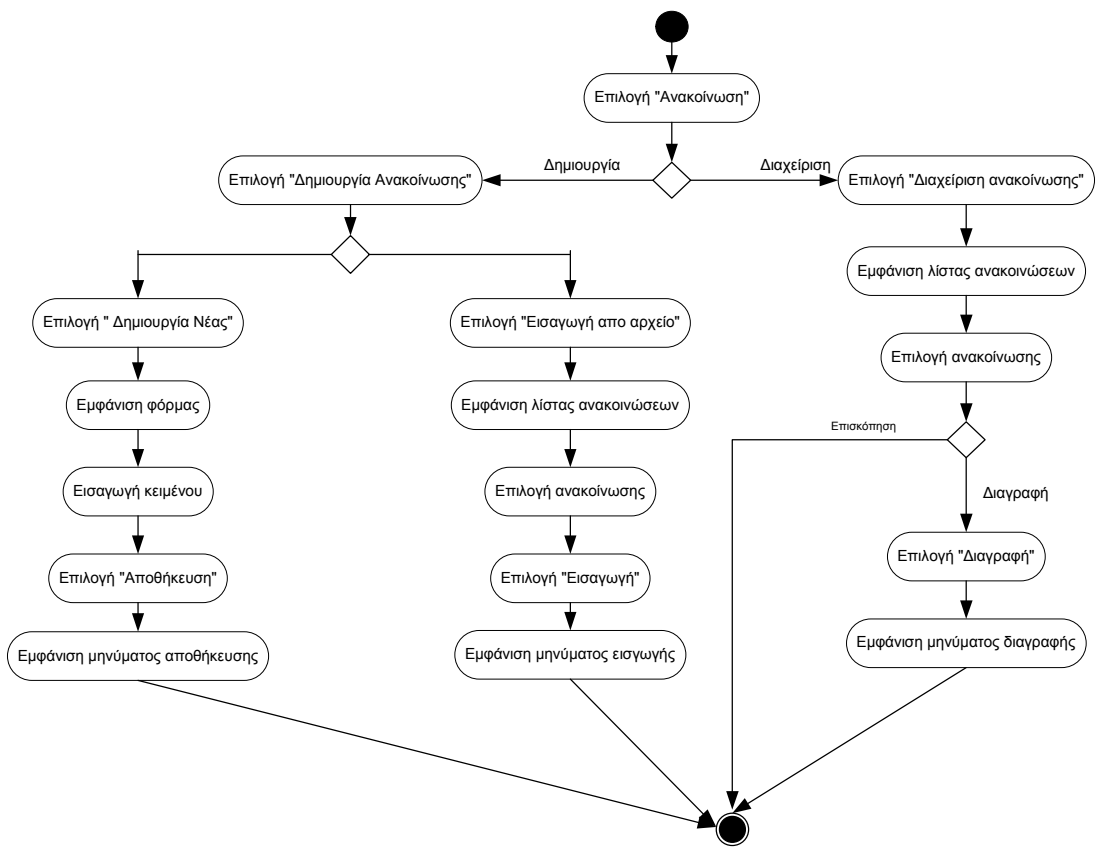 Επιλογή "Ανακοίνωση"
Δημιουργία
Διαχείριση
Επιλογή "Δημιουργία Ανακοίνωσης"
Επιλογή "Διαχείριση ανακοίνωσης"
Εμφάνιση λίστας ανακοινώσεων
Επιλογή " Δημιουργία Νέας"
Επιλογή "Εισαγωγή απο αρχείο"
Επιλογή ανακοίνωσης
Εμφάνιση φόρμας
Εμφάνιση λίστας ανακοινώσεων
Επισκόπηση
Εισαγωγή κειμένου
Επιλογή ανακοίνωσης
Διαγραφή
Επιλογή "Διαγραφή"
Επιλογή "Αποθήκευση"
Επιλογή "Εισαγωγή"
Εμφάνιση μηνύματος διαγραφής
Εμφάνιση μηνύματος αποθήκευσης
Εμφάνιση μηνύματος εισγωγής